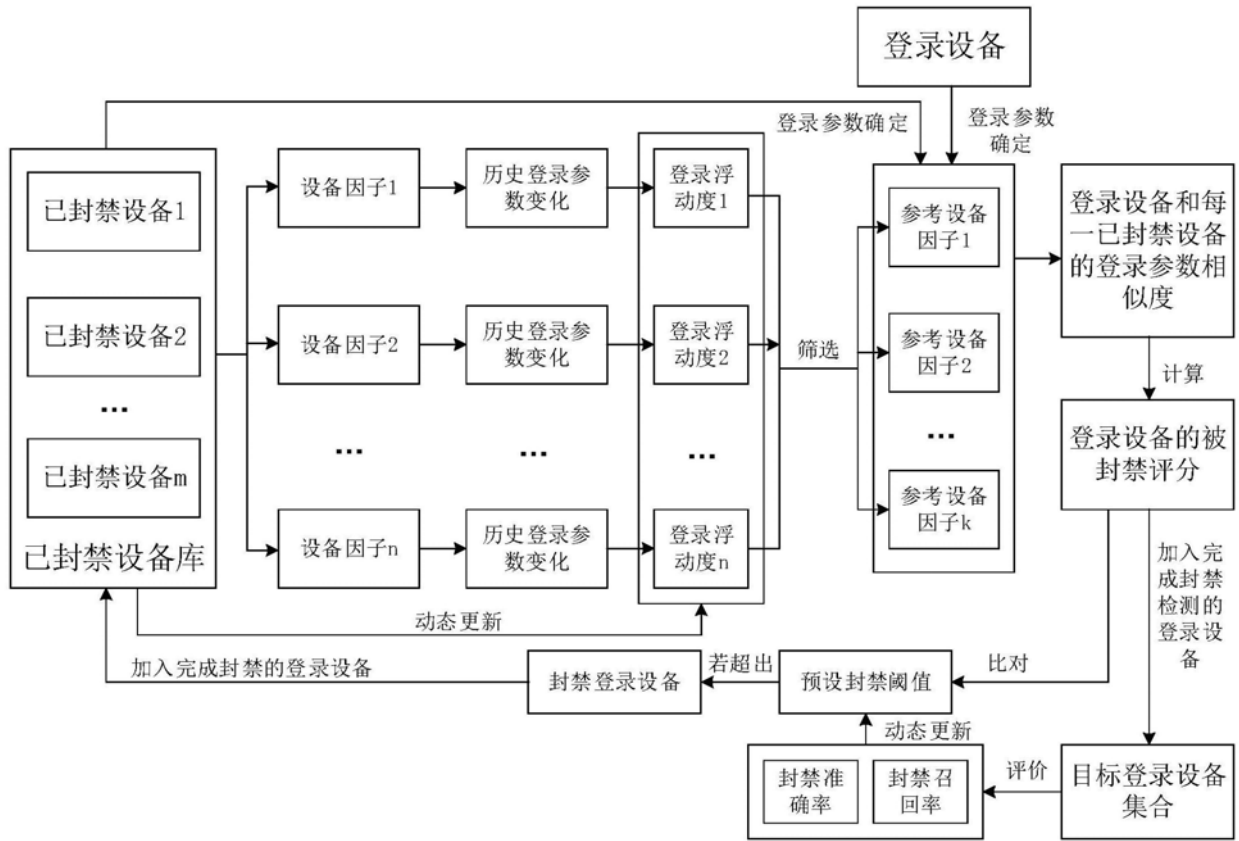 登录设备
登录参数确定
登录参数
确定
已封禁设备1
已封禁设备2
...
已封禁设备m
已封禁设备库
设备因子1
历史登录参
数变化
登录浮
动度1
设备因子2
历史登录参
数变化
登录浮
动度2
...
...
...
设备因子n
历史登录参
数变化
登录浮
动度n
筛选
参考设备
因子1
参考设备
因子2
...
参考设备
因子k
登录设备和每
一已封禁设备
的登录参数相
似度
计算
登录设备的被
封禁评分
加入完
成封禁
检测的
登录设
备
动态更新
加入完成封禁的登录设备
封禁登录设备
若超出
预设封禁阈值
比对
动态更新
封禁准
确率
封禁召
回率
评价
目标登录设备
集合